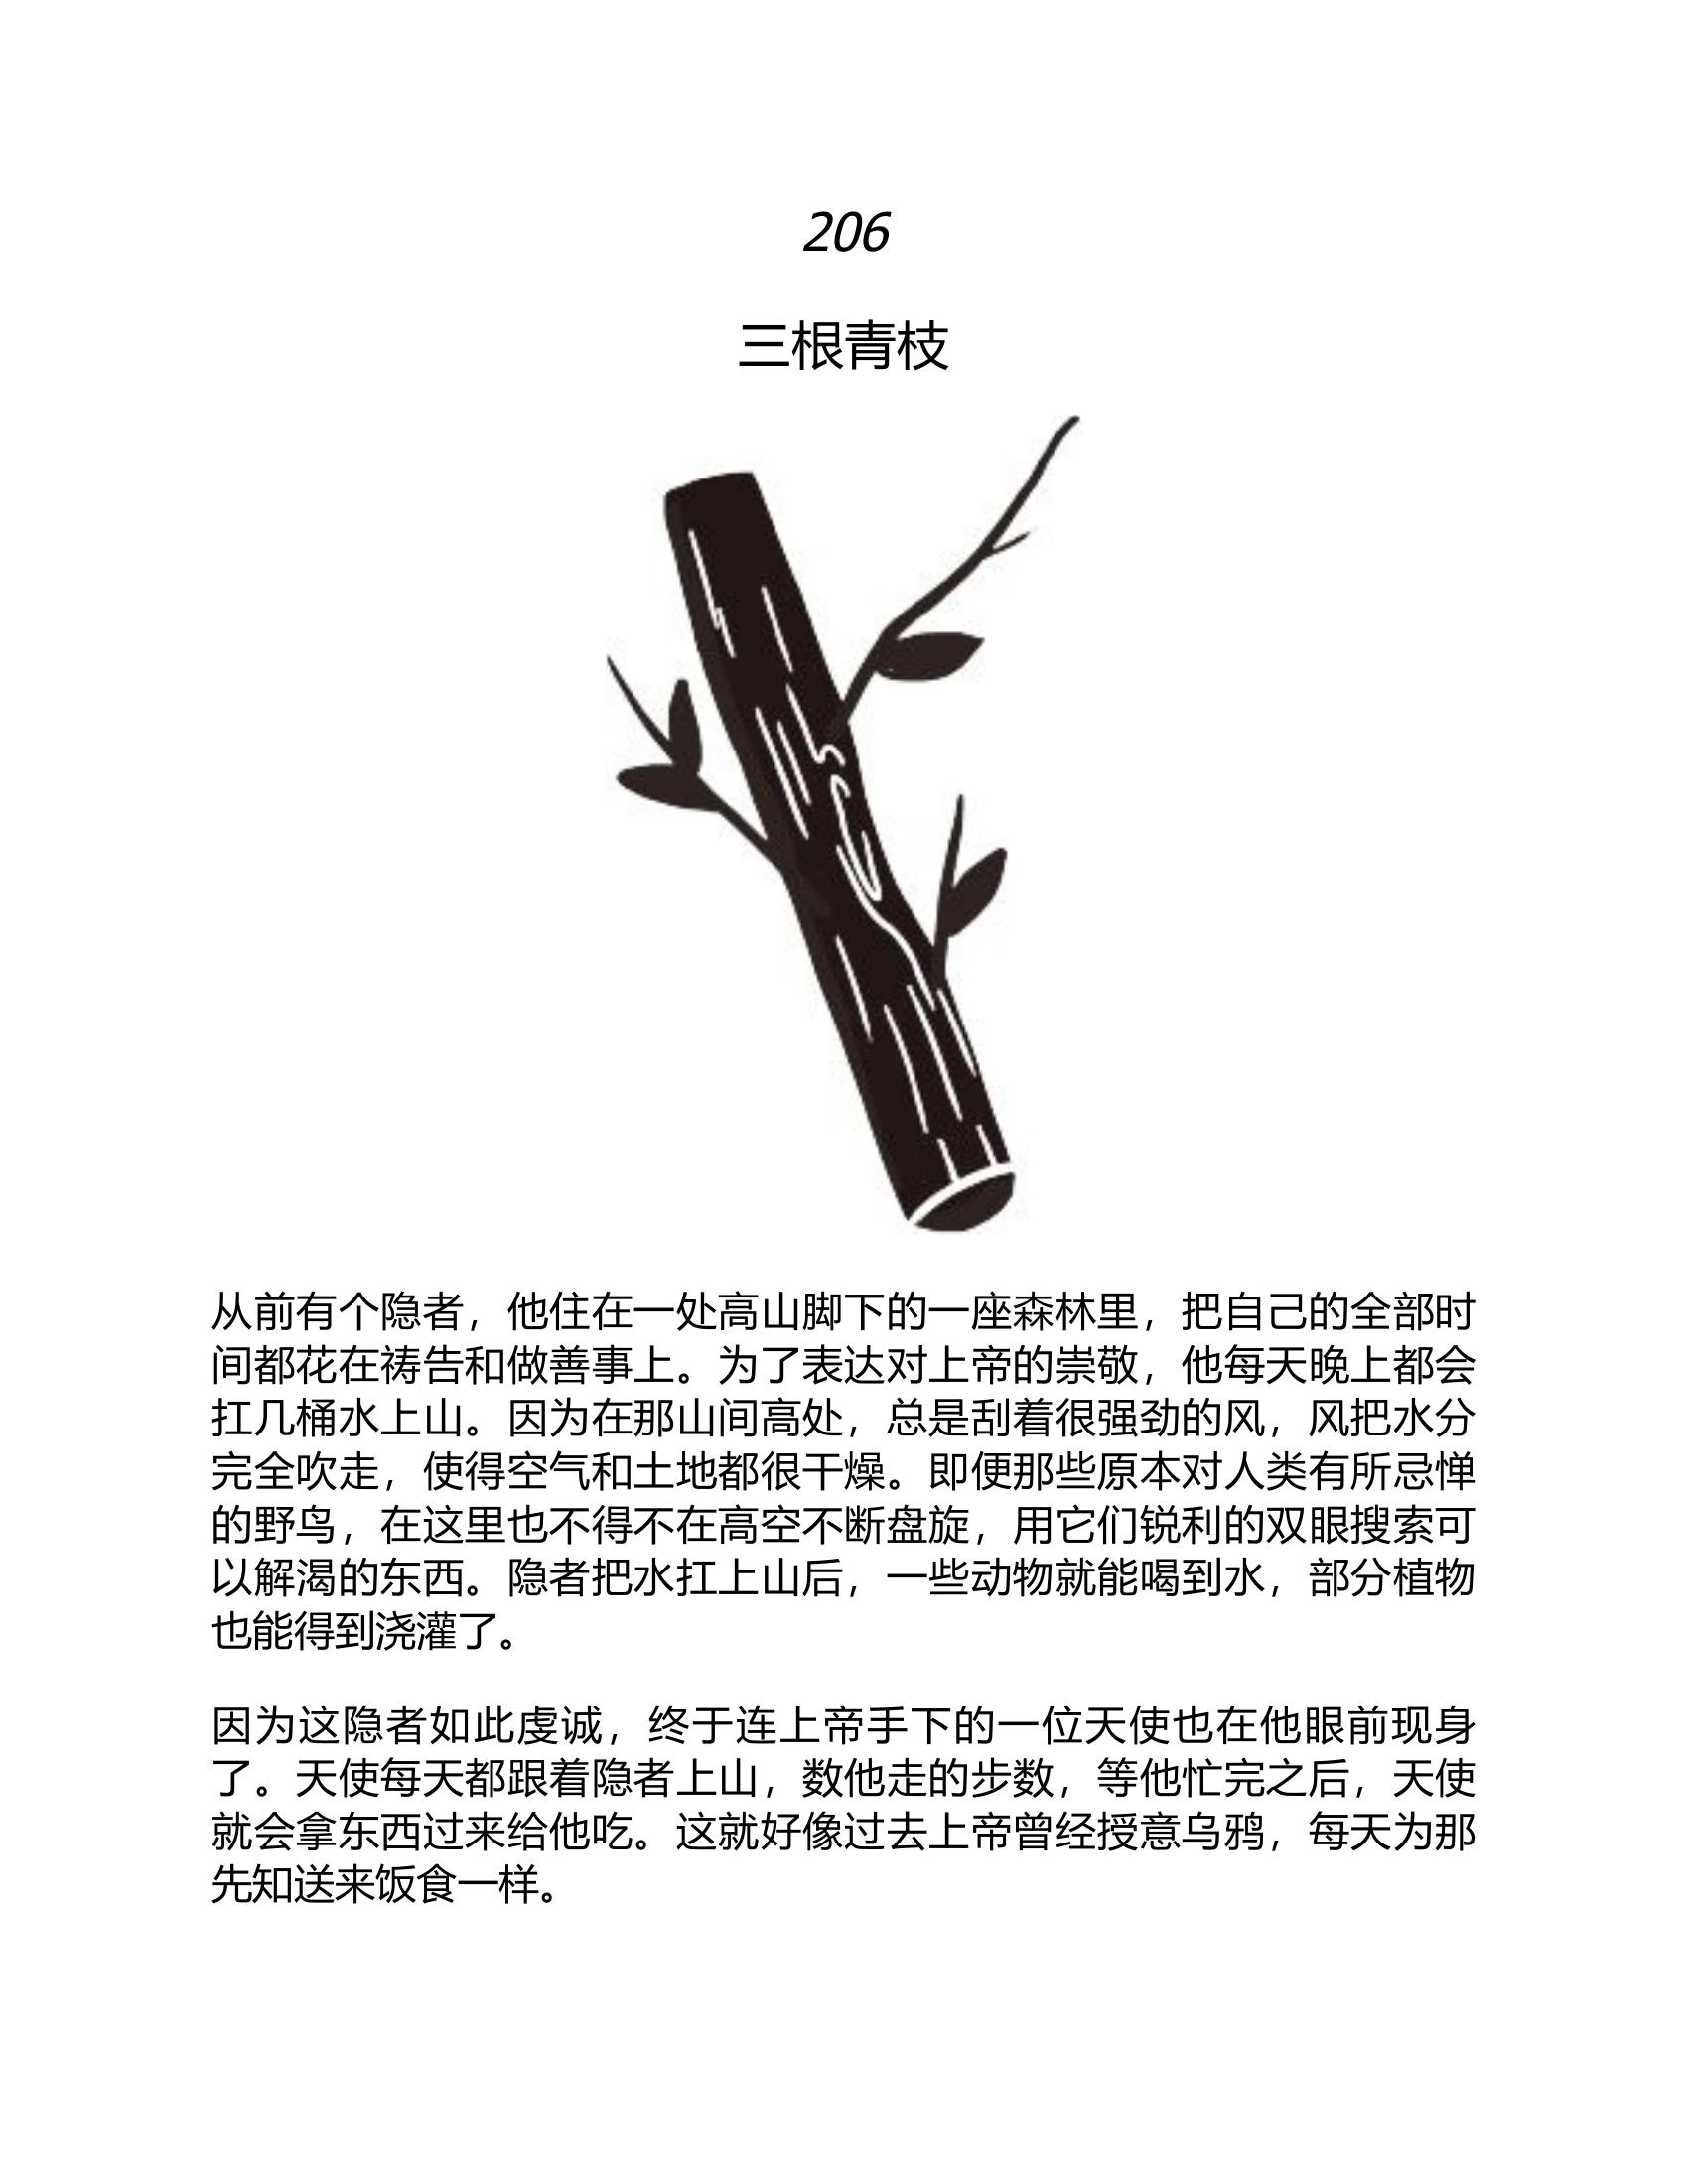 206
三根青枝
从前有个隐者，他住在一处高山脚下的一座森林里，把自己的全部时
间都花在祷告和做善事上。为了表达对上帝的崇敬，他每天晚上都会
扛几桶水上山。因为在那山间高处，总是刮着很强劲的风，风把水分
完全吹走，使得空气和土地都很干燥。即便那些原本对人类有所忌惮
的野鸟，在这里也不得不在高空不断盘旋，用它们锐利的双眼搜索可
以解渴的东西。隐者把水扛上山后，一些动物就能喝到水，部分植物
也能得到浇灌了。
因为这隐者如此虔诚，终于连上帝手下的一位天使也在他眼前现身
了。天使每天都跟着隐者上山，数他走的步数，等他忙完之后，天使
就会拿东西过来给他吃。这就好像过去上帝曾经授意乌鸦，每天为那
先知送来饭食一样。